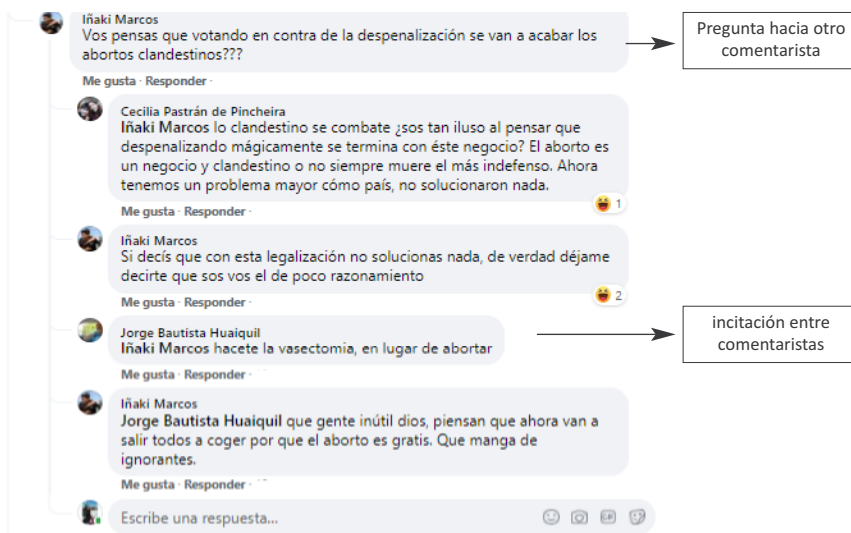 Iñaki Marcos
Vos pensas que votando en contra de la despenalización se van a acabar los
abortos clandestinos???
Me gusta · Responder ·
Pregunta hacia otro
comentarista
Cecilia Pastrán de Pincheira
Iñaki Marcos lo clandestino se combate ¿sos tan iluso al pensar que
despenalizando mágicamente se termina con éste negocio? El aborto es
un negocio y clandestino o no siempre muere el más indefenso. Ahora
tenemos un problema mayor cómo país, no solucionaron nada.
1
Me gusta · Responder ·
Iñaki Marcos
Si decís que con esta legalización no solucionas nada, de verdad déjame
decirte que sos vos el de poco razonamiento
2
Me gusta · Responder ·
Jorge Bautista Huaiquil
Iñaki Marcos hacete la vasectomia, en lugar de abortar
Me gusta · Responder ·
incitación entre
comentaristas
Iñaki Marcos
Jorge Bautista Huaiquil que gente inútil dios, piensan que ahora van a
salir todos a coger por que el aborto es gratis. Que manga de
ignorantes.
Me gusta · Responder ·
Escribe una respuesta...
GIF